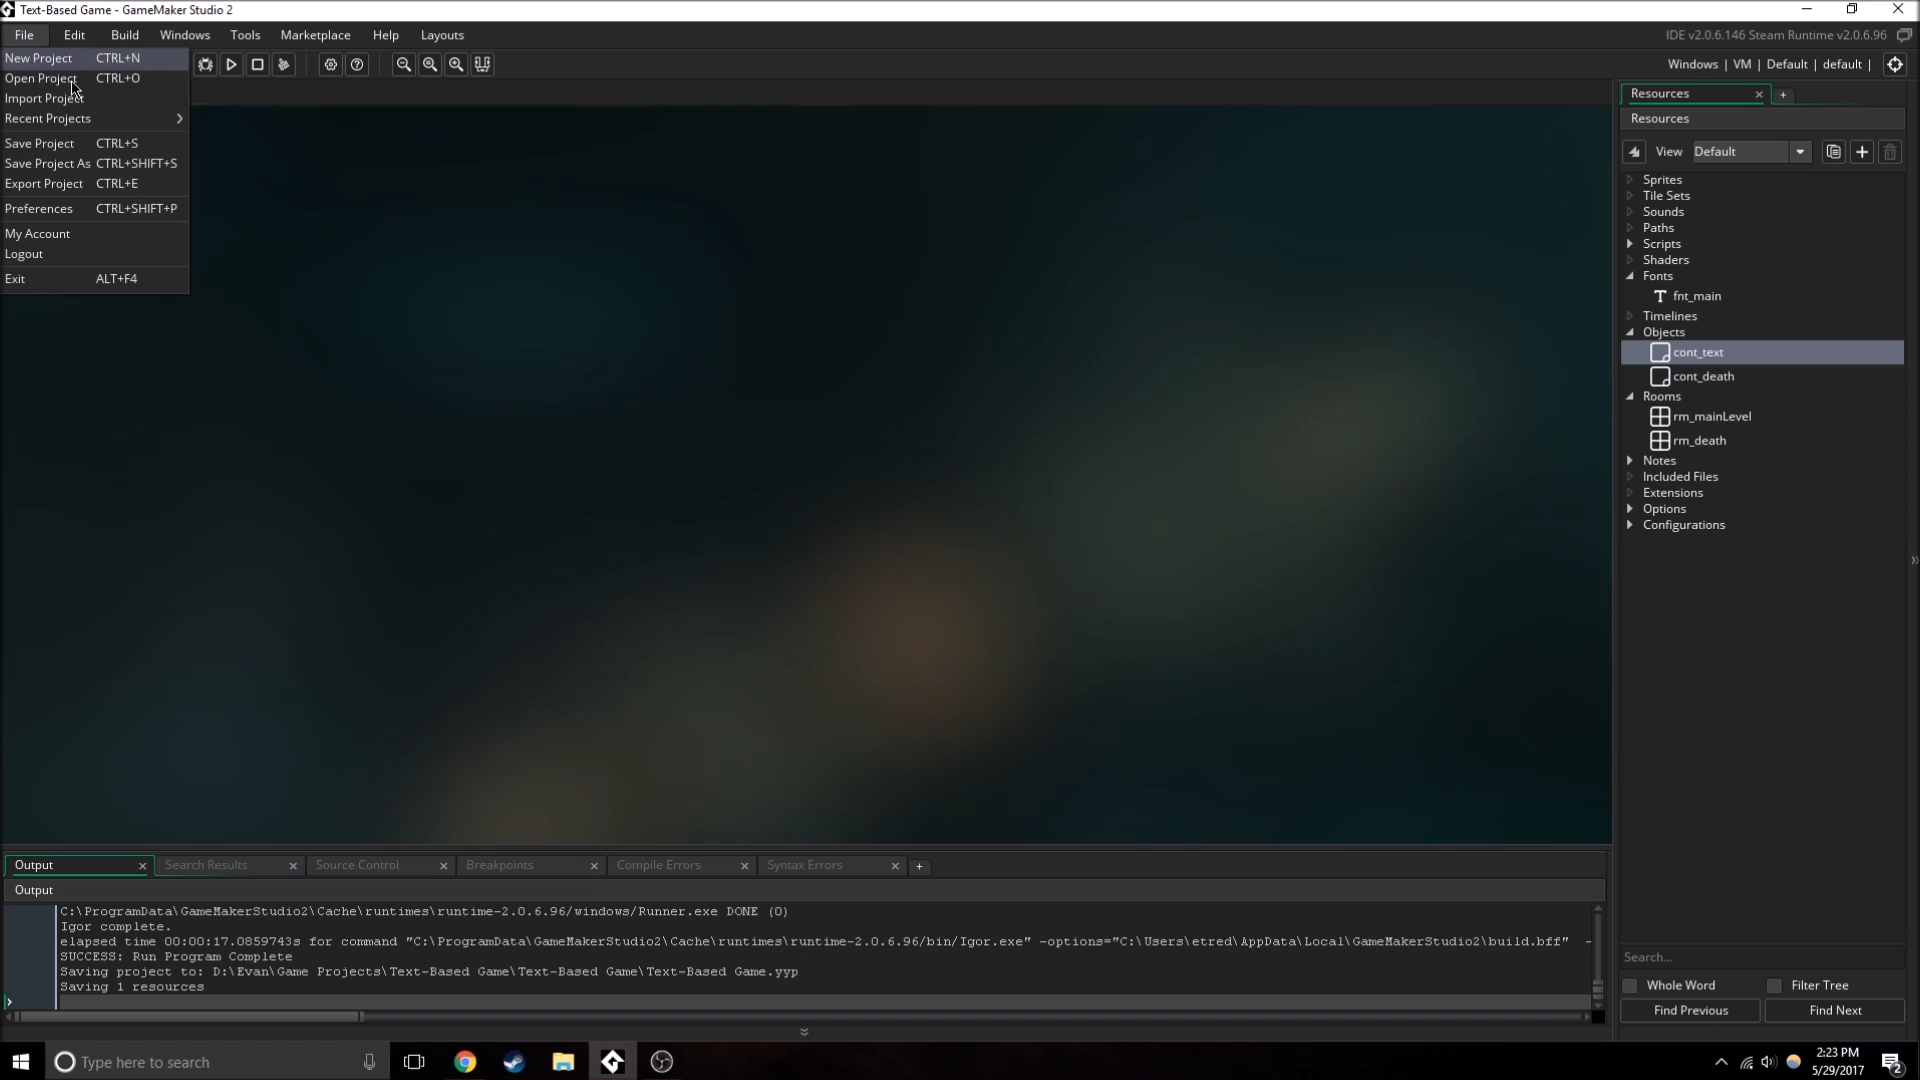 Text-Based Game - GameMaker Studio 2
File Edit Build Windows Tools Marketplace Help Layouts
IDE v2.0.6.146 Steam Runtime v2.0.6.96
New Project CTRL+N
Open Project CTRL+O
Import Project
Recent Projects
Save Project CTRL+S
Save Project As CTRL+SHIFT+S
Export Project CTRL+E
Preferences CTRL+SHIFT+P
My Account
Logout
Exit ALT+F4
Windows | VM | Default | default |
Resources
Resources
View Default
Sprites
Tile Sets
Sounds
Paths
Scripts
Shaders
Fonts
fnt_main
Timelines
Objects
cont_text
cont_death
Rooms
rm_mainLevel
rm_death
Notes
Included Files
Extensions
Options
Configurations
Search...
Whole Word Filter Tree
Find Previous Find Next
Output Search Results Source Control Breakpoints Compile Errors Syntax Errors
Output
C:\ProgramData\GameMakerStudio2\Cache\runtimes\runtime-2.0.6.96/windows/Runner.exe DONE (0)
Igor complete.
elapsed time 00:00:17.0859743s for command "C:\ProgramData\GameMakerStudio2\Cache\runtimes\runtime-2.0.6.96/bin/Igor.exe" -options="C:\Users\etred\AppData\Local\GameMakerStudio2\build.bff" -
SUCCESS: Run Program Complete
Saving project to: D:\Evan\Game Projects\Text-Based Game\Text-Based Game\Text-Based Game.yyp
Saving 1 resources
Type here to search
2:23 PM
5/29/2017
2